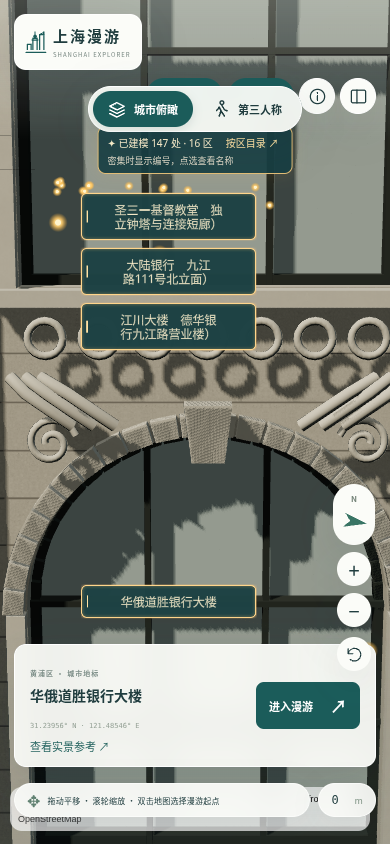 上海漫游
SHANGHAI EXPLORER
城市俯瞰
第三人称
✦ 已建模 147 处 · 16 区 按区目录 ↗
密集时显示编号，点选查看名称
圣三一基督教堂 独
立钟塔与连接短廊）
大陆银行 九江
路111号北立面）
江川大楼 德华银
行九江路营业楼）
华俄道胜银行大楼
N
黄浦区 · 城市地标
华俄道胜银行大楼
31.23956° N · 121.48546° E
查看实景参考 ↗
进入漫游 ↗
拖动平移 · 滚轮缩放 · 双击地图选择漫游起点
0 m
OpenStreetMap